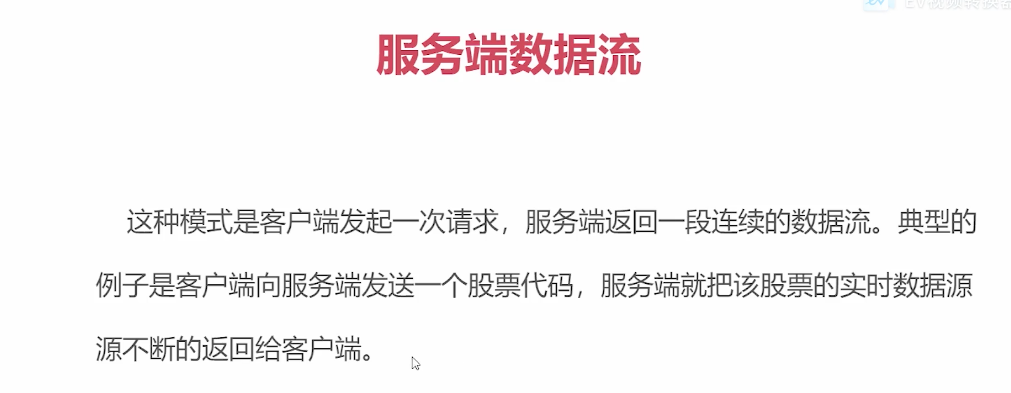 EV视频转换器
服务端数据流
这种模式是客户端发起一次请求，服务端返回一段连续的数据流。典型的
例子是客户端向服务端发送一个股票代码，服务端就把该股票的实时数据源
源不断的返回给客户端。